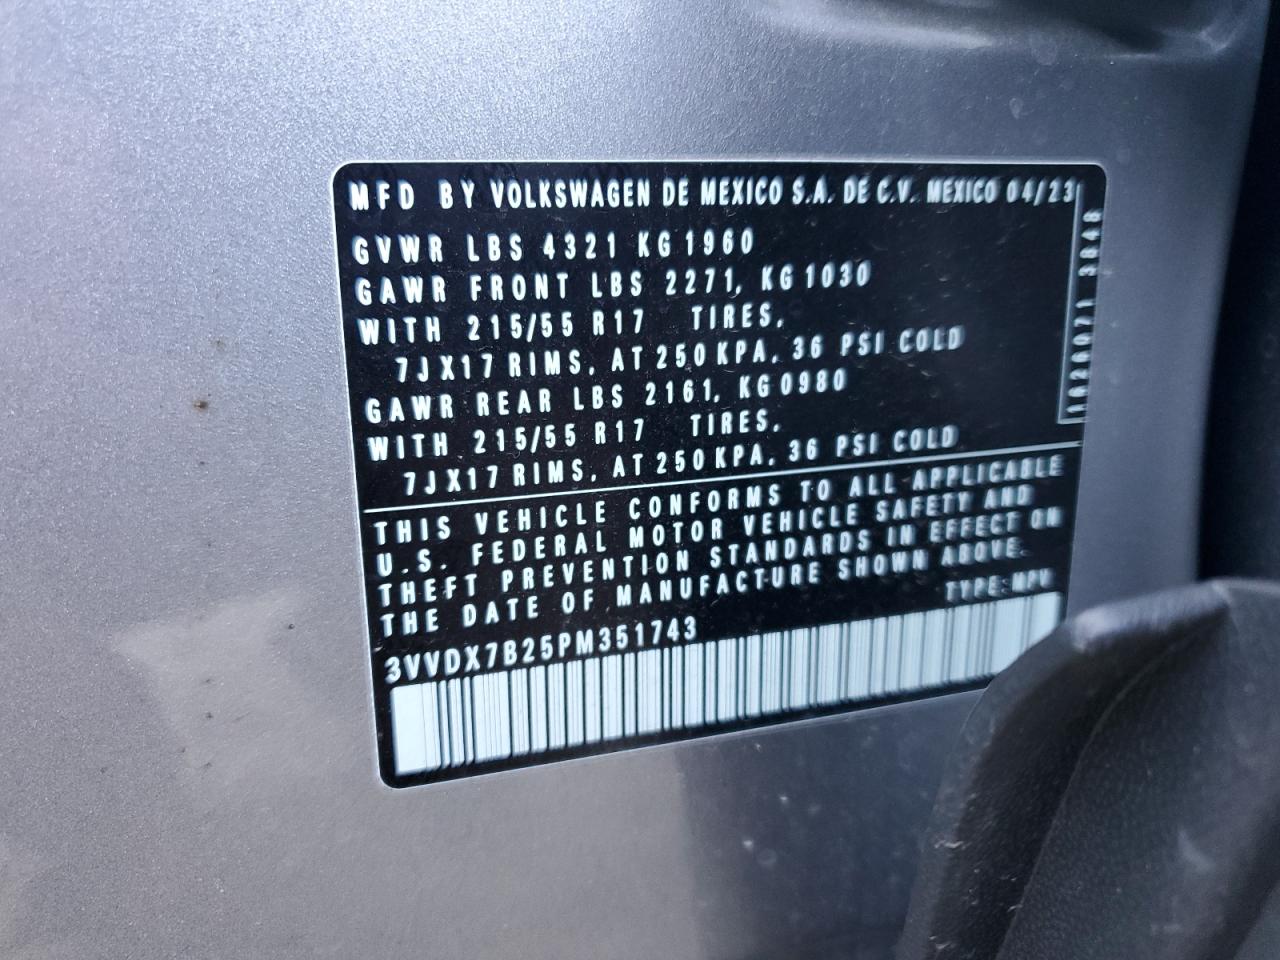 MFD BY VOLKSWAGEN DE MEXICO S.A. DE C.V. MEXICO 04/23
GVWR LBS 4321 KG 1960
GAWR FRONT LBS 2271, KG 1030
WITH 215/55 R17 TIRES,
7JX17 RIMS, AT 250 KPA, 36 PSI COLD
GAWR REAR LBS 2161, KG 0980
WITH 215/55 R17 TIRES,
7JX17 RIMS, AT 250 KPA, 36 PSI COLD
THIS VEHICLE CONFORMS TO ALL APPLICABLE
U.S. FEDERAL MOTOR VEHICLE SAFETY AND
THEFT PREVENTION STANDARDS IN EFFECT ON
THE DATE OF MANUFACTURE SHOWN ABOVE.
TYPE: MPV
3VVDX7B25PM351743